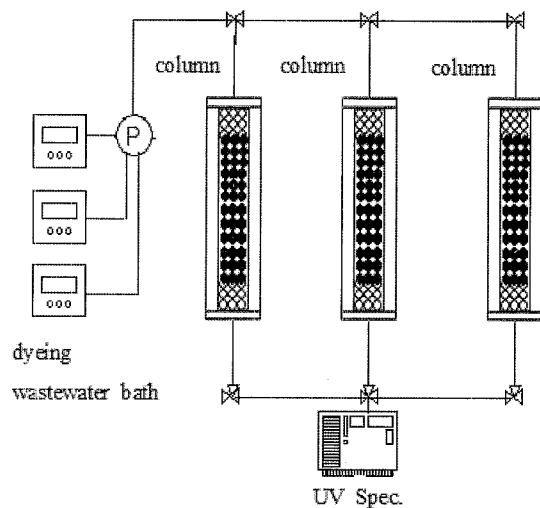 column
column
column
P
dyeing
wastewater bath
UV Spec.